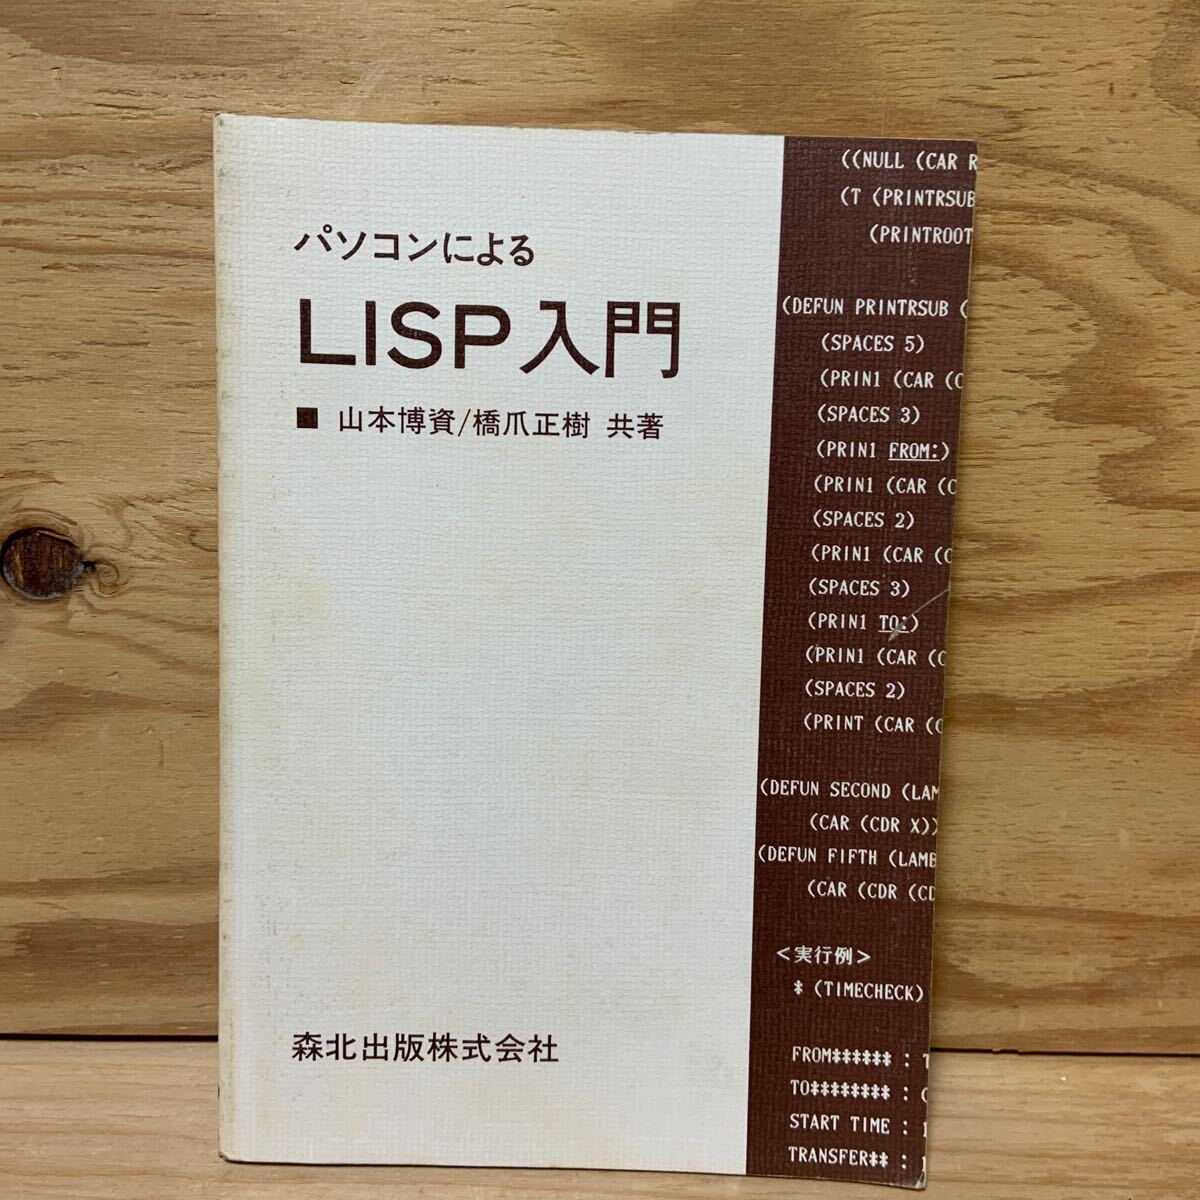 パソコンによる
LISP入門
■ 山本博資/橋爪正樹 共著
森北出版株式会社
((NULL (CAR R
(T (PRINTRSUB
(PRINTROOT
(DEFUN PRINTRSUB (
(SPACES 5)
(PRIN1 (CAR (C
(SPACES 3)
(PRIN1 FROM:)
(PRIN1 (CAR (C
(SPACES 2)
(PRIN1 (CAR (C
(SPACES 3)
(PRIN1 TO:)
(PRIN1 (CAR (C
(SPACES 2)
(PRINT (CAR (C
(DEFUN SECOND (LAM
(CAR (CDR X))
(DEFUN FIFTH (LAMB
(CAR (CDR (CD
<実行例>
* (TIMECHECK)
FROM****** :
TO******** :
START TIME :
TRANSFER** :